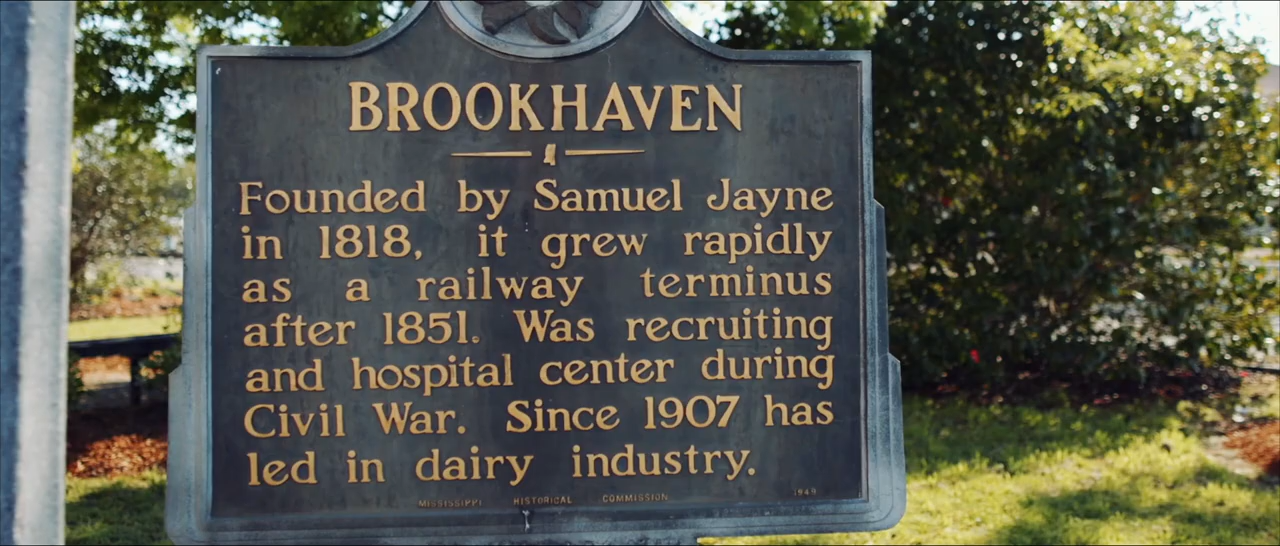 BROOKHAVEN
Founded by Samuel Jayne
in 1818, it grew rapidly
as a railway terminus
after 1851. Was recruiting
and hospital center during
Civil War. Since 1907 has
led in dairy industry.
MISSISSIPPI HISTORICAL COMMISSION 1949